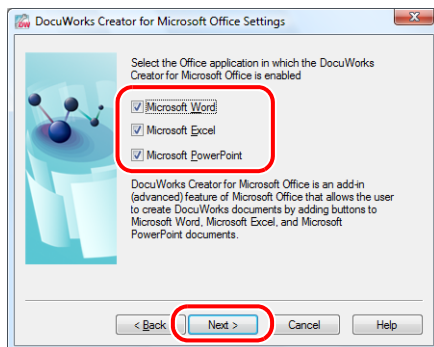 DocuWorks Creator for Microsoft Office Settings
Select the Office application in which the DocuWorks
Creator for Microsoft Office is enabled
Microsoft Word
Microsoft Excel
Microsoft PowerPoint
DocuWorks Creator for Microsoft Office is an add-in
(advanced) feature of Microsoft Office that allows the user
to create DocuWorks documents by adding buttons to
Microsoft Word, Microsoft Excel, and Microsoft
PowerPoint documents.
< Back
Next >
Cancel
Help